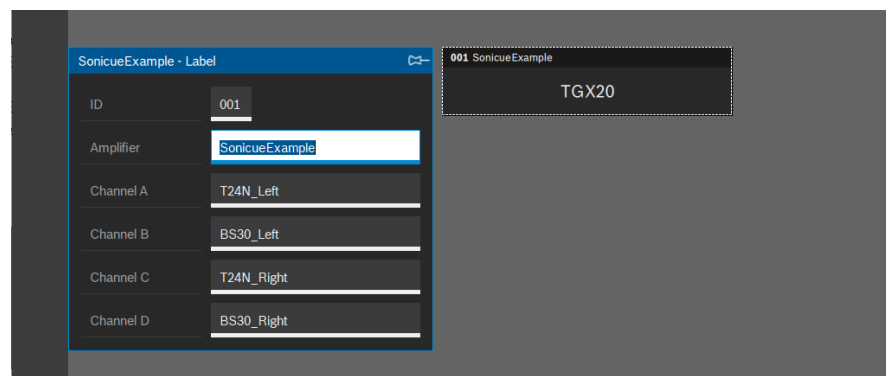 SonicueExample - Label
ID 001
Amplifier SonicueExample
Channel A T24N_Left
Channel B BS30_Left
Channel C T24N_Right
Channel D BS30_Right
001 SonicueExample
TGX20